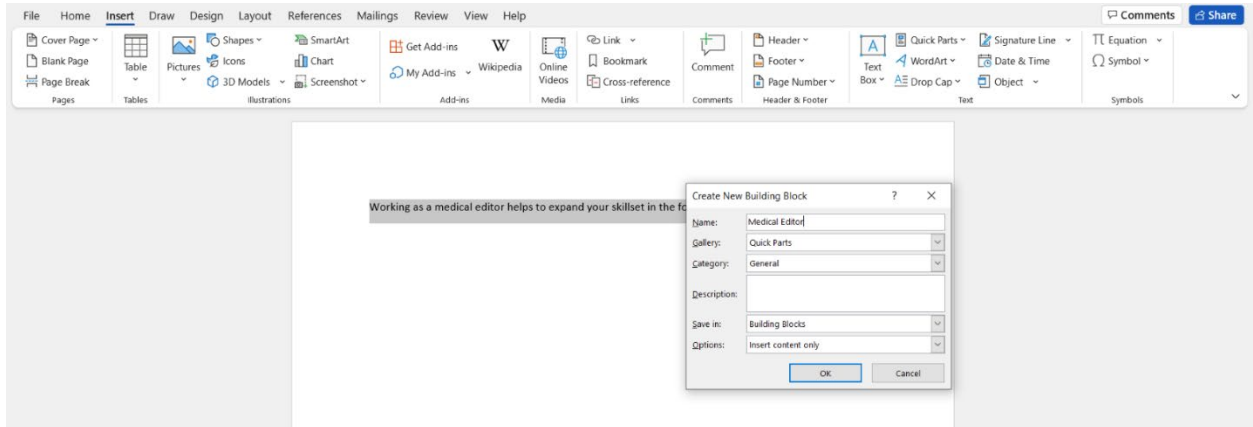 File Home Insert Draw Design Layout References Mailings Review View Help Comments Share
Cover Page
Blank Page
Page Break
Pages
Table
Tables
Pictures
Shapes
Icons
3D Models
SmartArt
Chart
Screenshot
Illustrations
Get Add-ins
My Add-ins
W
Wikipedia
Add-ins
Online
Videos
Media
Link
Bookmark
Cross-reference
Links
Comment
Comments
Header
Footer
Page Number
Header & Footer
A
Text
Box
Quick Parts
WordArt
Drop Cap
Signature Line
Date & Time
Object
Text
Equation
Symbol
Symbols
Working as a medical editor helps to expand your skillset in the fo
Create New Building Block ?
Name: Medical Editor
Gallery: Quick Parts
Category: General
Description:
Save in: Building Blocks
Options: Insert content only
OK Cancel